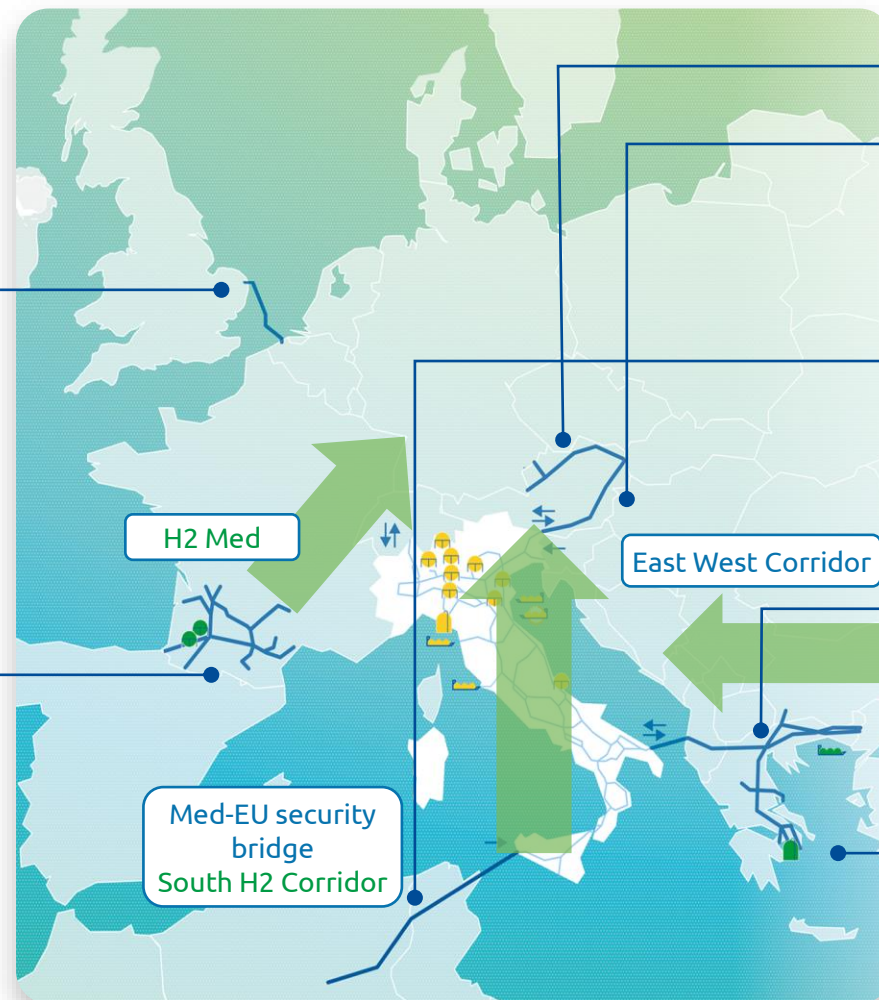 H2 Med
East West Corridor
Med-EU security
bridge
South H2 Corridor